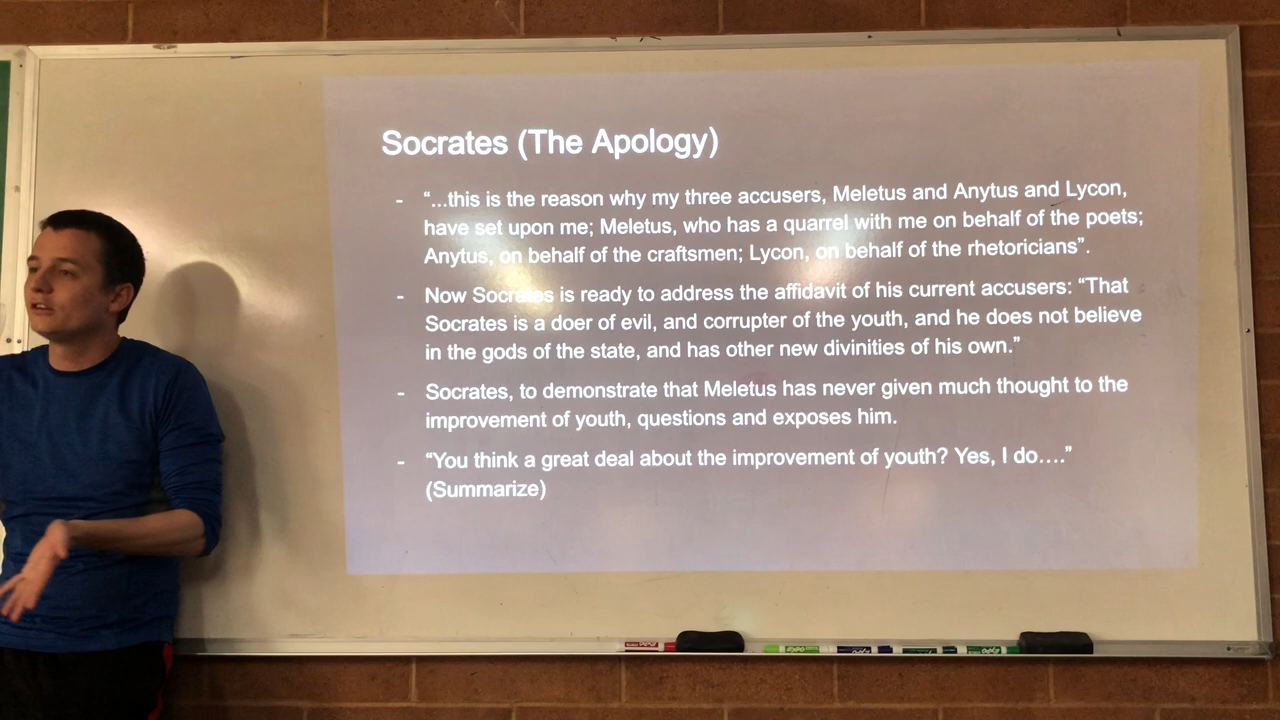 Socrates (The Apology)
- “...this is the reason why my three accusers, Meletus and Anytus and Lycon,
have set upon me; Meletus, who has a quarrel with me on behalf of the poets;
Anytus, on behalf of the craftsmen; Lycon, on behalf of the rhetoricians”.
- Now Socrates is ready to address the affidavit of his current accusers: “That
Socrates is a doer of evil, and corrupter of the youth, and he does not believe
in the gods of the state, and has other new divinities of his own.”
- Socrates, to demonstrate that Meletus has never given much thought to the
improvement of youth, questions and exposes him.
- “You think a great deal about the improvement of youth? Yes, I do….”
(Summarize)
EXPO